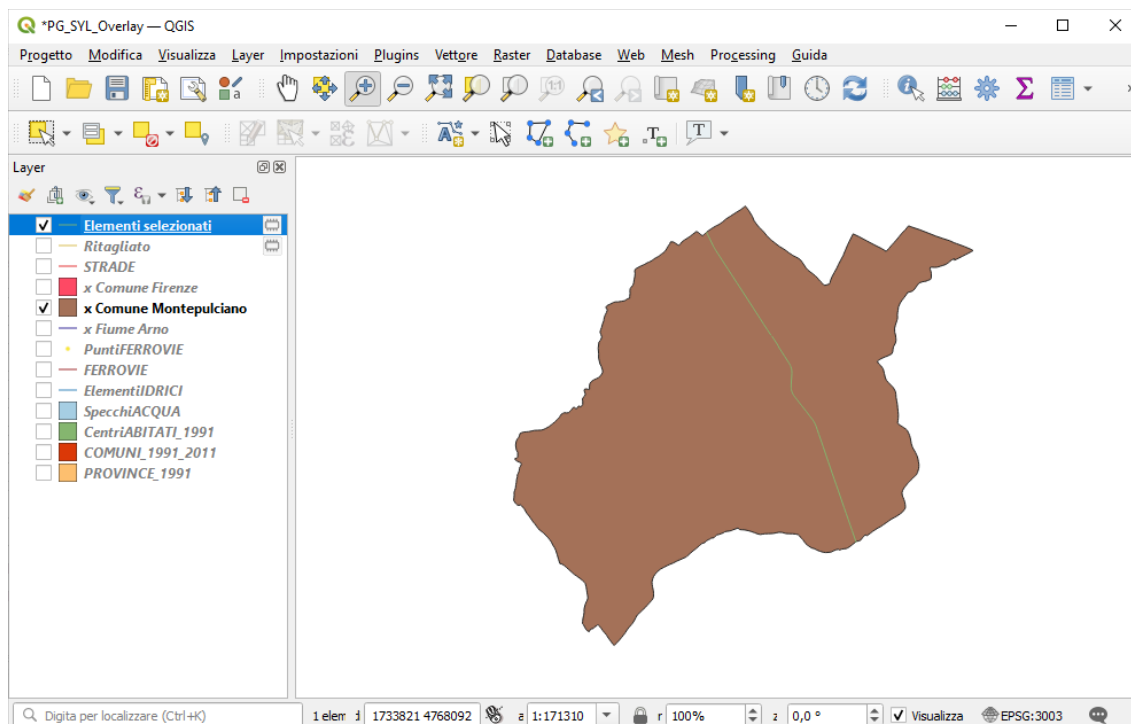 *PG_SYL_Overlay — QGIS
Progetto Modifica Visualizza Layer Impostazioni Plugins Vettore Raster Database Web Mesh Processing Guida
Layer
Elementi selezionati
Ritagliato
STRADE
x Comune Firenze
x Comune Montepulciano
x Fiume Arno
PuntiFERROVIE
FERROVIE
ElementiIDRICI
SpecchiACQUA
CentriABITATI_1991
COMUNI_1991_2011
PROVINCE_1991
Digita per localizzare (Ctrl+K) 1 elem 1733821 4768092 a 1:171310 r 100% z 0,0 ° Visualizza EPSG:3003